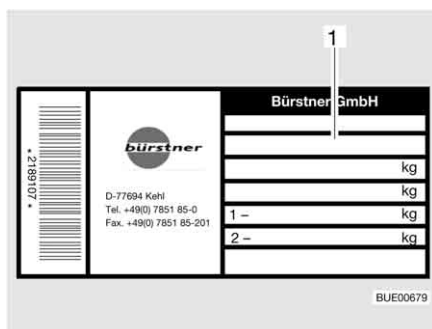 1
Bürstner GmbH
* 2189107 *
bürstner
D-77694 Kehl
Tel. +49(0) 7851 85-0
Fax. +49(0) 7851 85-201
kg
kg
1 – kg
2 – kg
BUE00679